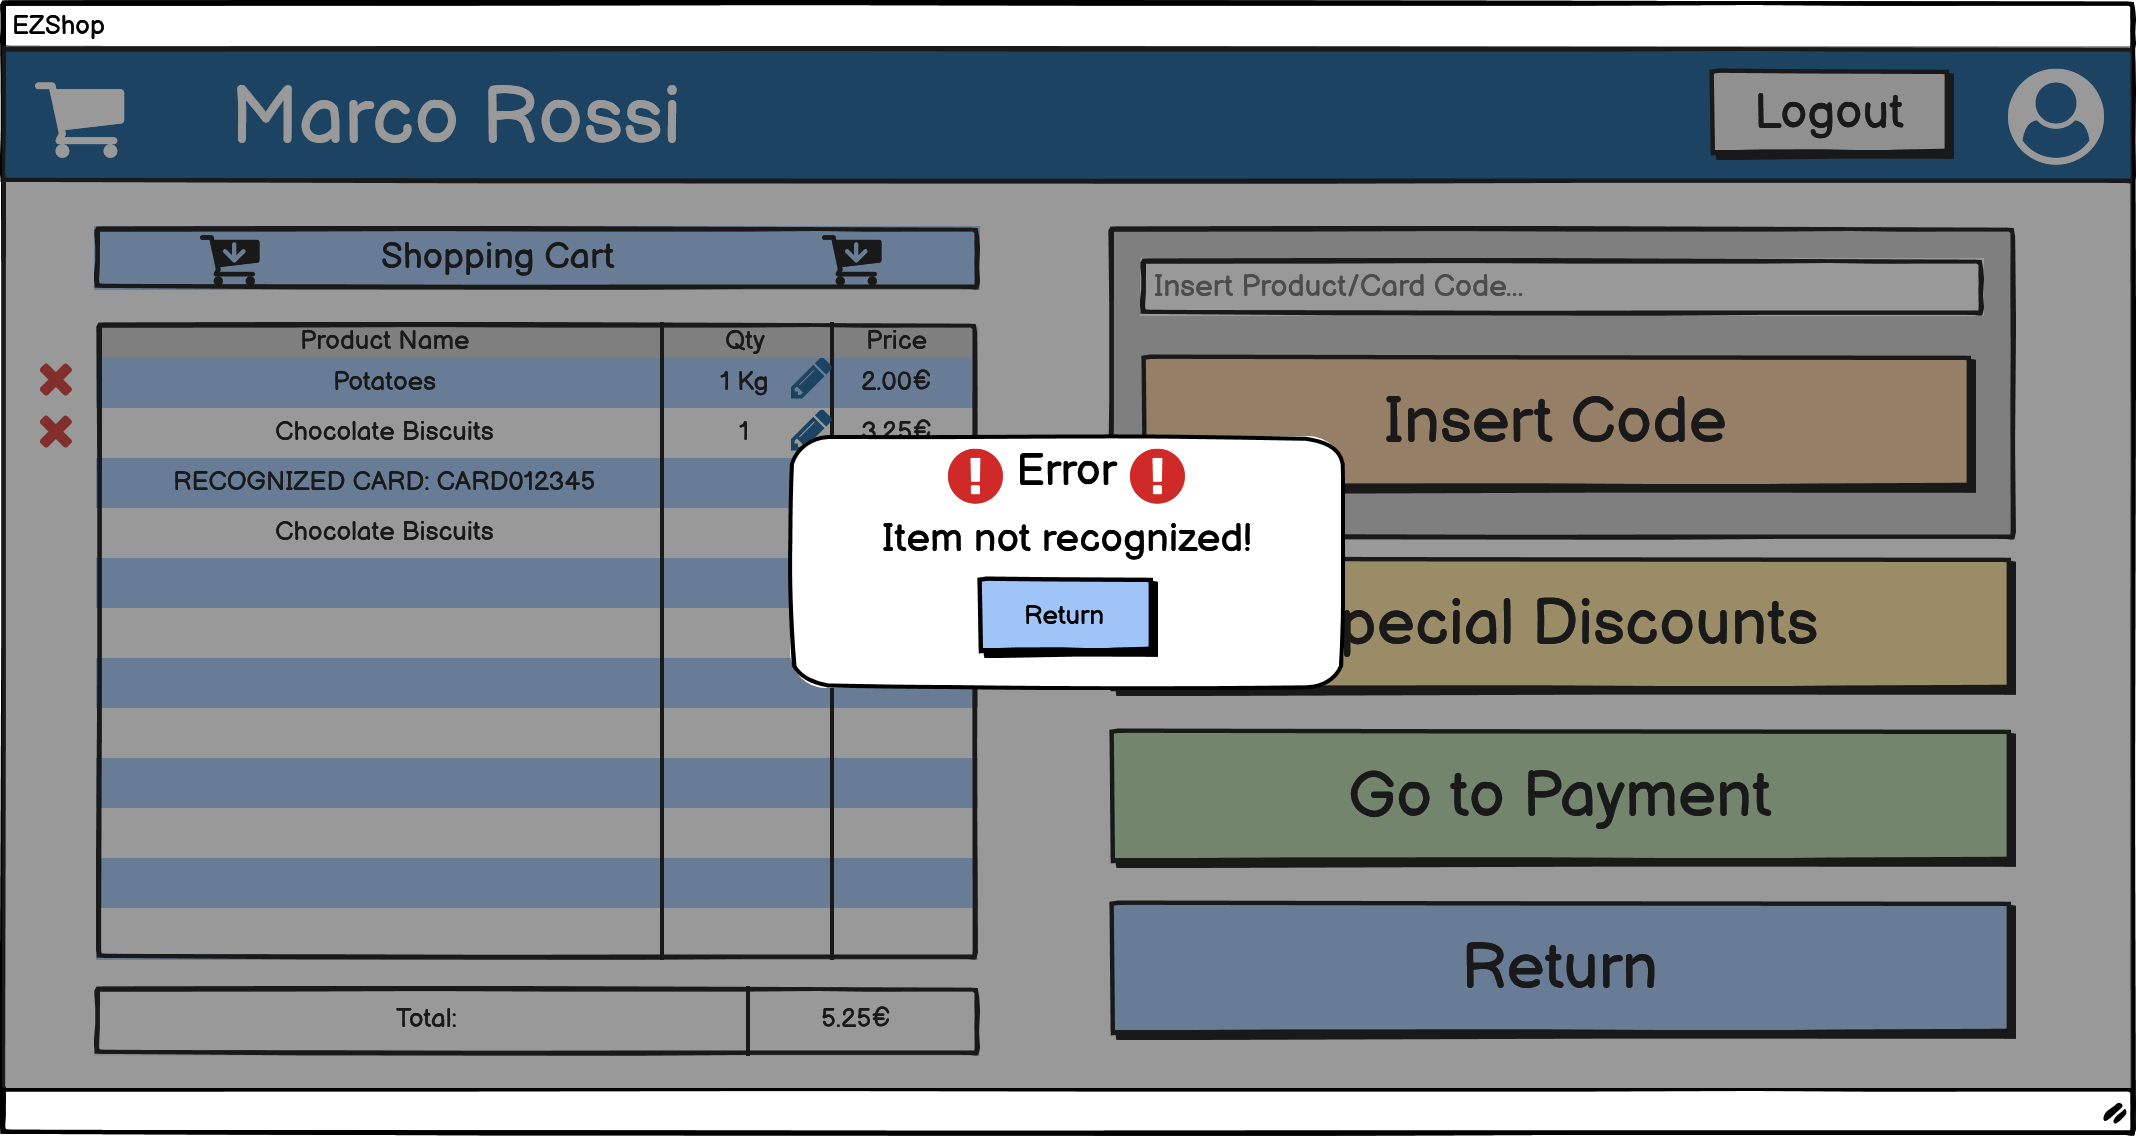 EZShop
Marco Rossi
Logout
Shopping Cart
Insert Product/Card Code...
Product Name Qty Price
Potatoes 1 Kg 2.00€
Chocolate Biscuits 1 3.25€
RECOGNIZED CARD: CARD012345
Chocolate Biscuits
Insert Code
Error
Item not recognized!
Return
pecial Discounts
Go to Payment
Return
Total: 5.25€